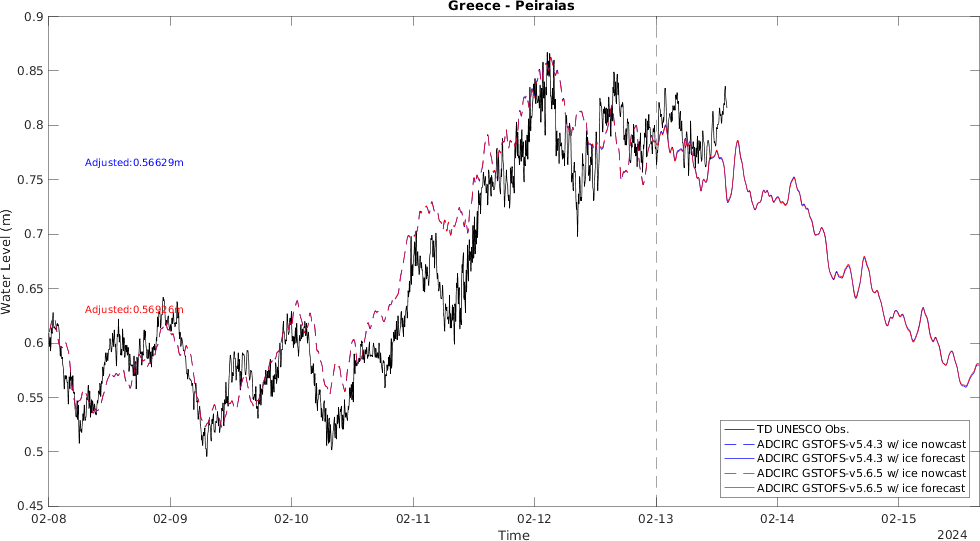 Greece - Peiraias
0.9
0.85
0.8
0.75
0.7
0.65
0.6
0.55
0.5
0.45
Water Level (m)
Adjusted:0.56629m
Adjusted:0.56926m
TD UNESCO Obs.
ADCIRC GSTOFS-v5.4.3 w/ ice nowcast
ADCIRC GSTOFS-v5.4.3 w/ ice forecast
ADCIRC GSTOFS-v5.6.5 w/ ice nowcast
ADCIRC GSTOFS-v5.6.5 w/ ice forecast
02-08 02-09 02-10 02-11 02-12 02-13 02-14 02-15
Time
2024